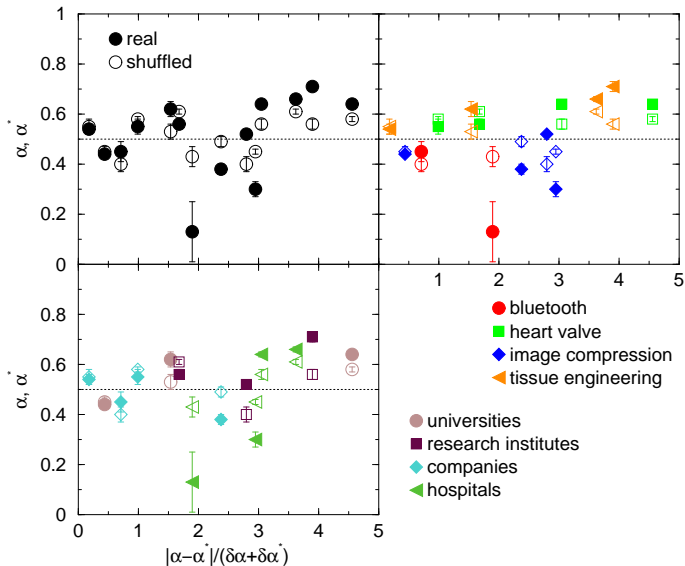 1
0.8
0.6
0.4
0.2
0
α, α*
real
shuffled
0 1 2 3 4 5
1
0.8
0.6
0.4
0.2
0
α, α*
0 1 2 3 4 5
|α−α*|/(δα+δα*)
bluetooth
heart valve
image compression
tissue engineering
universities
research institutes
companies
hospitals